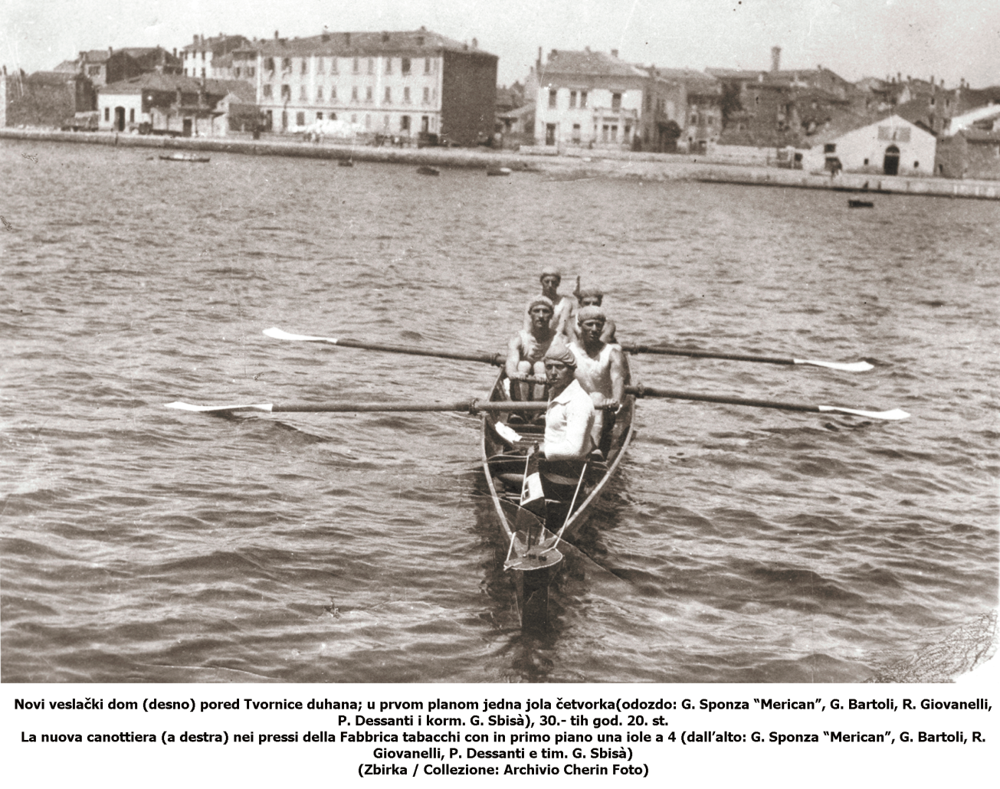 Novi veslački dom (desno) pored Tvornice duhana; u prvom planom jedna jola četvorka(odozdo: G. Sponza “Merican”, G. Bartoli, R. Giovanelli,
P. Dessanti i korm. G. Sbisà), 30.- tih god. 20. st.
La nuova canottiera (a destra) nei pressi della Fabbrica tabacchi con in primo piano una iole a 4 (dall’alto: G. Sponza “Merican”, G. Bartoli, R.
Giovanelli, P. Dessanti e tim. G. Sbisà)
(Zbirka / Collezione: Archivio Cherin Foto)